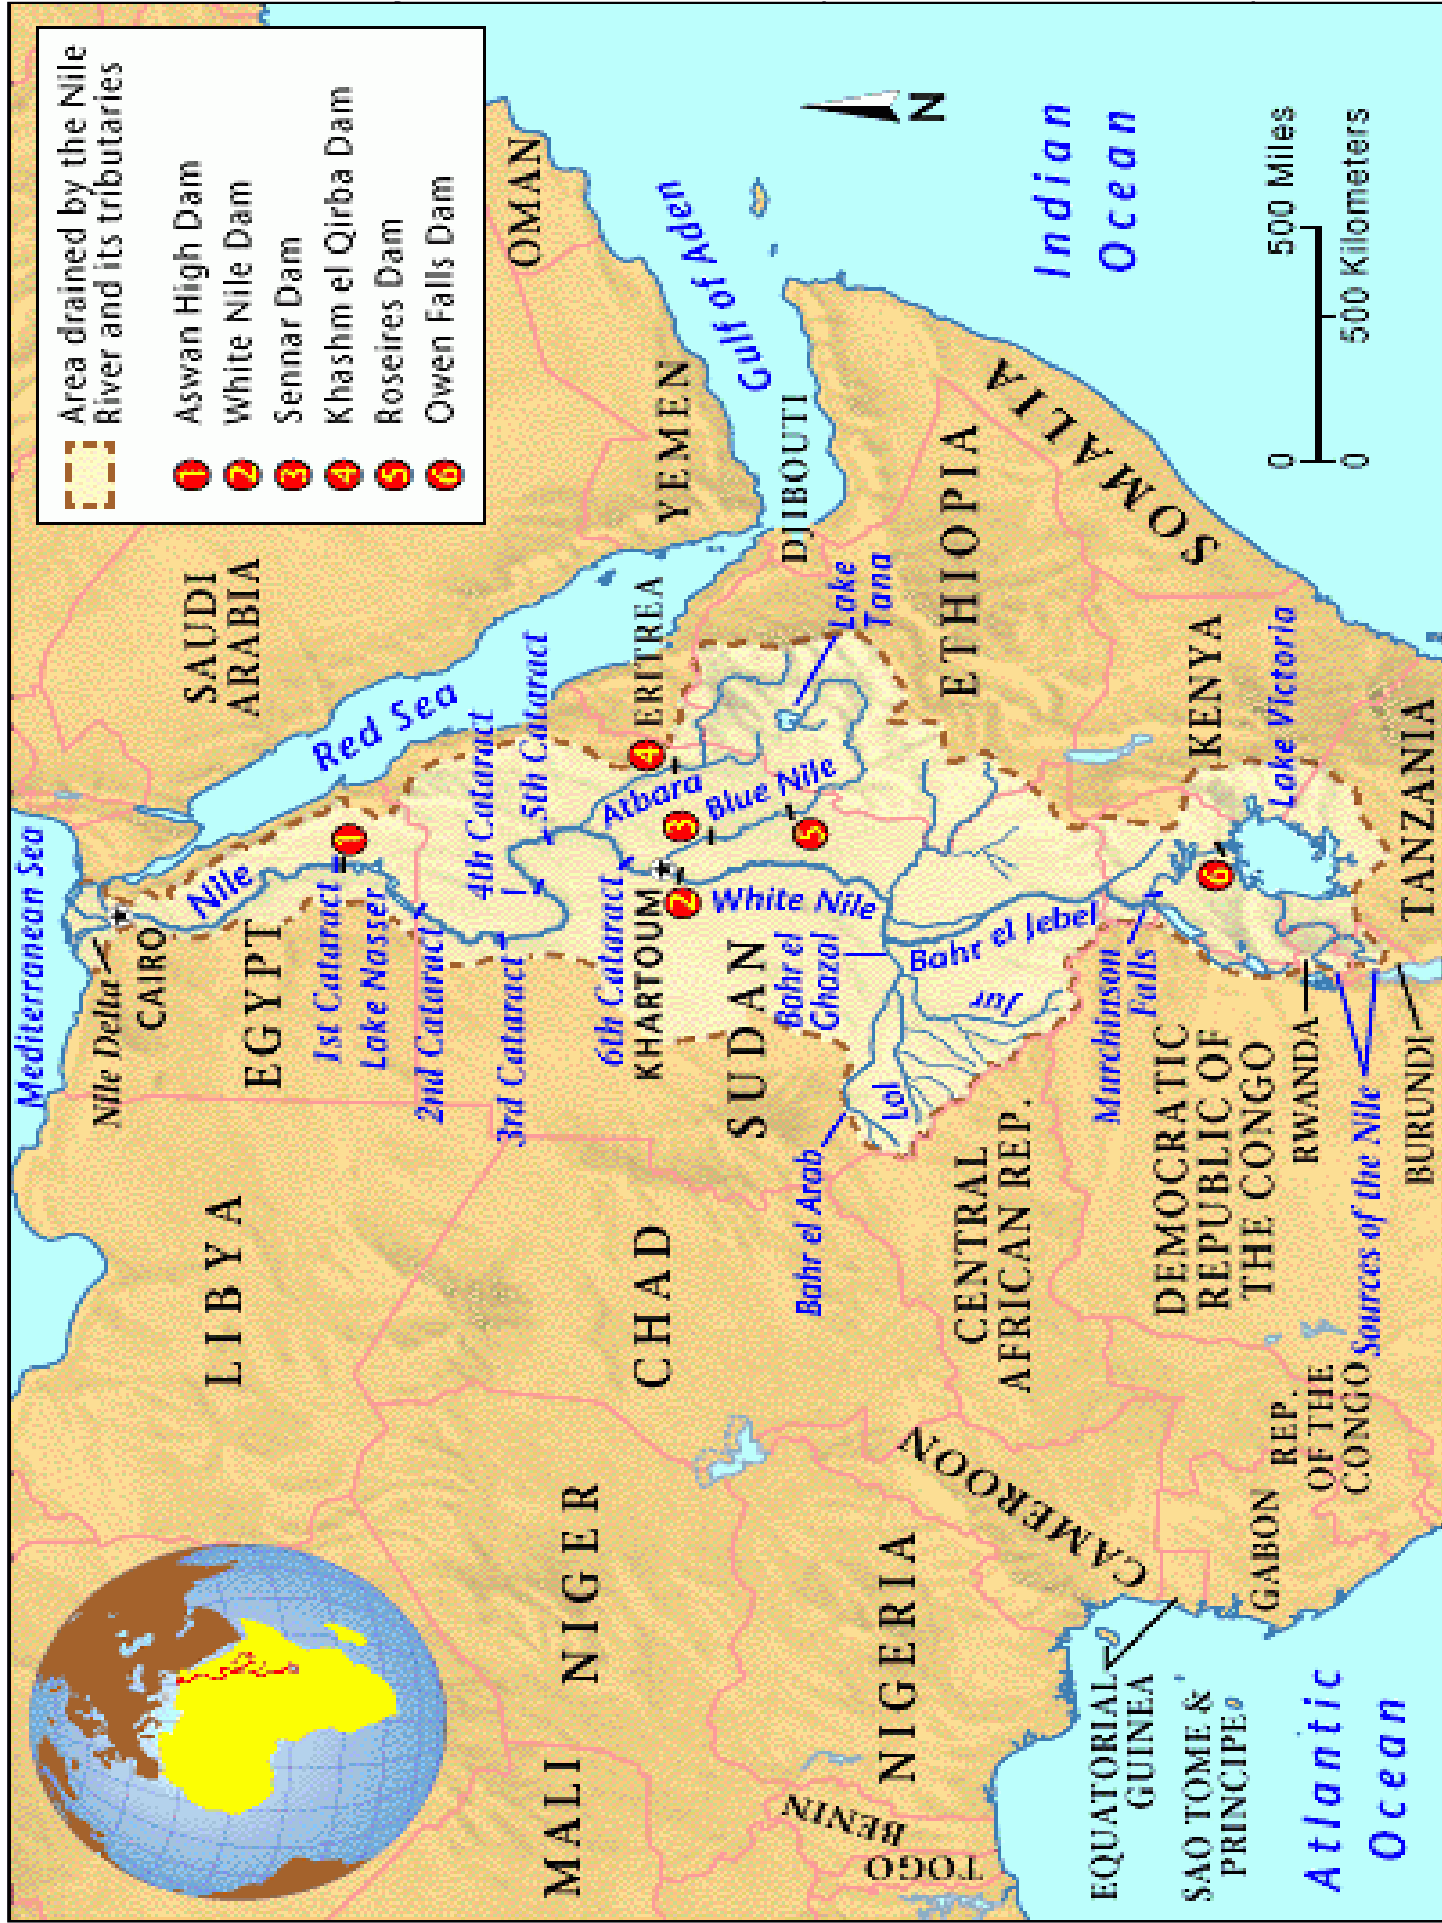 Area drained by the Nile
River and its tributaries
1 Aswan High Dam
2 White Nile Dam
3 Sennar Dam
4 Khashm el Qirba Dam
5 Roseires Dam
6 Owen Falls Dam
Mediterranean Sea
Nile Delta
CAIRO
Nile
EGYPT
LIBYA
SAUDI
ARABIA
Red Sea
1
1st Cataract
Lake Nasser
2nd Cataract
3rd Cataract
4th Cataract
5th Cataract
6th Cataract
KHARTOUM
Atbara
4
ERITREA
YEMEN
OMAN
Gulf of Aden
3
2
Blue Nile
5
White Nile
SUDAN
CHAD
NIGER
MALI
DJIBOUTI
Lake
Tana
Bahr el
Ghazal
Bahr el Arab
Lol
Jur
Bahr el Jebel
ETHIOPIA
SOMALIA
NIGERIA
BENIN
TOGO
CAMEROON
CENTRAL
AFRICAN REP.
Murchinson
Falls
N
Indian
Ocean
KENYA
6
Lake Victoria
DEMOCRATIC
REPUBLIC OF
THE CONGO
RWANDA
Sources of the Nile
BURUNDI
TANZANIA
REP.
OF THE
CONGO
GABON
EQUATORIAL
GUINEA
SAO TOME &
PRINCIPE
Atlantic
Ocean
0 500 Miles
0 500 Kilometers